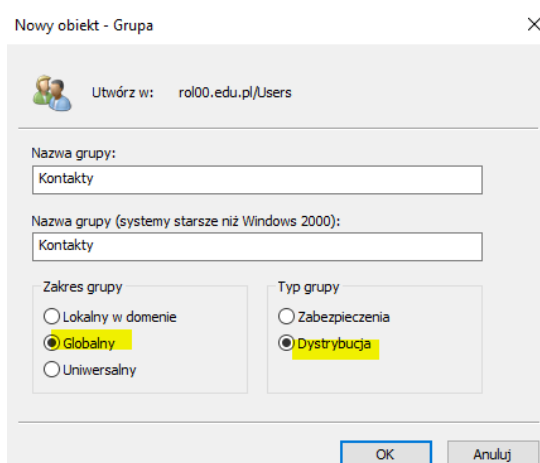 Nowy obiekt - Grupa
Utwórz w: rol00.edu.pl/Users
Nazwa grupy:
Kontakty
Nazwa grupy (systemy starsze niż Windows 2000):
Kontakty
Zakres grupy
Lokalny w domenie
Globalny
Uniwersalny
Typ grupy
Zabezpieczenia
Dystrybucja
OK Anuluj